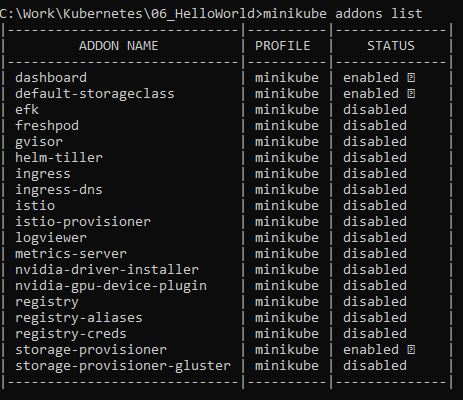 C:\Work\Kubernetes\06_HelloWorld>minikube addons list
|-----------------------------|----------|--------------|
|         ADDON NAME          | PROFILE  |    STATUS    |
|-----------------------------|----------|--------------|
| dashboard                   | minikube | enabled ⍰    |
| default-storageclass        | minikube | enabled ⍰    |
| efk                         | minikube | disabled     |
| freshpod                    | minikube | disabled     |
| gvisor                      | minikube | disabled     |
| helm-tiller                 | minikube | disabled     |
| ingress                     | minikube | disabled     |
| ingress-dns                 | minikube | disabled     |
| istio                       | minikube | disabled     |
| istio-provisioner           | minikube | disabled     |
| logviewer                   | minikube | disabled     |
| metrics-server              | minikube | disabled     |
| nvidia-driver-installer     | minikube | disabled     |
| nvidia-gpu-device-plugin    | minikube | disabled     |
| registry                    | minikube | disabled     |
| registry-aliases            | minikube | disabled     |
| registry-creds              | minikube | disabled     |
| storage-provisioner         | minikube | enabled ⍰    |
| storage-provisioner-gluster | minikube | disabled     |
|-----------------------------|----------|--------------|